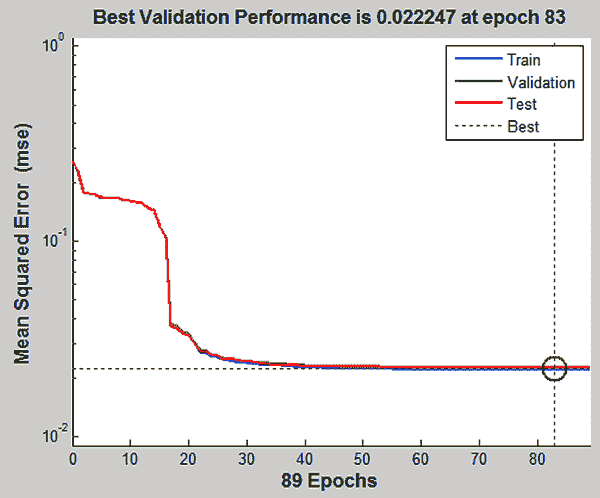 Best Validation Performance is 0.022247 at epoch 83
Mean Squared Error (mse)
10^0
10^-1
10^-2
Train
Validation
Test
Best
0 10 20 30 40 50 60 70 80
89 Epochs